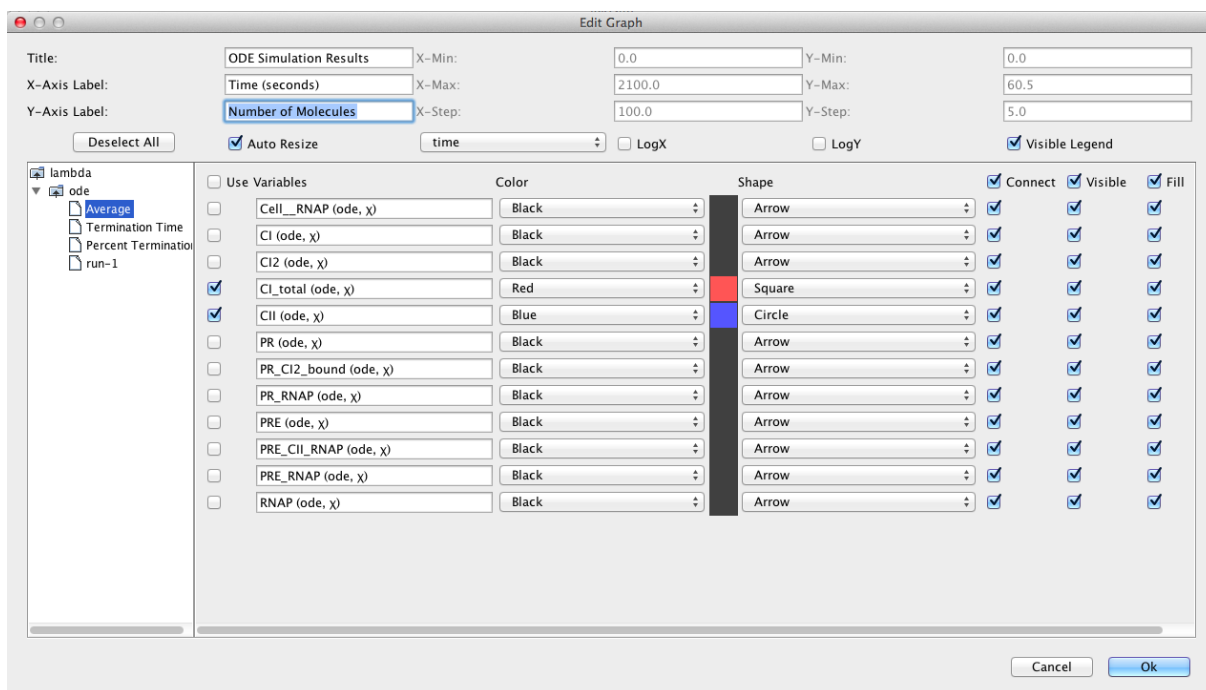 Edit Graph
Title: ODE Simulation Results X-Min: 0.0 Y-Min: 0.0
X-Axis Label: Time (seconds) X-Max: 2100.0 Y-Max: 60.5
Y-Axis Label: Number of Molecules X-Step: 100.0 Y-Step: 5.0
Deselect All Auto Resize time LogX LogY Visible Legend
lambda
ode
Average
Termination Time
Percent Termination
run-1
Use Variables Color Shape Connect Visible Fill
Cell__RNAP (ode, χ) Black Arrow
CI (ode, χ) Black Arrow
CI2 (ode, χ) Black Arrow
CI_total (ode, χ) Red Square
CII (ode, χ) Blue Circle
PR (ode, χ) Black Arrow
PR_CI2_bound (ode, χ) Black Arrow
PR_RNAP (ode, χ) Black Arrow
PRE (ode, χ) Black Arrow
PRE_CII_RNAP (ode, χ) Black Arrow
PRE_RNAP (ode, χ) Black Arrow
RNAP (ode, χ) Black Arrow
Cancel Ok